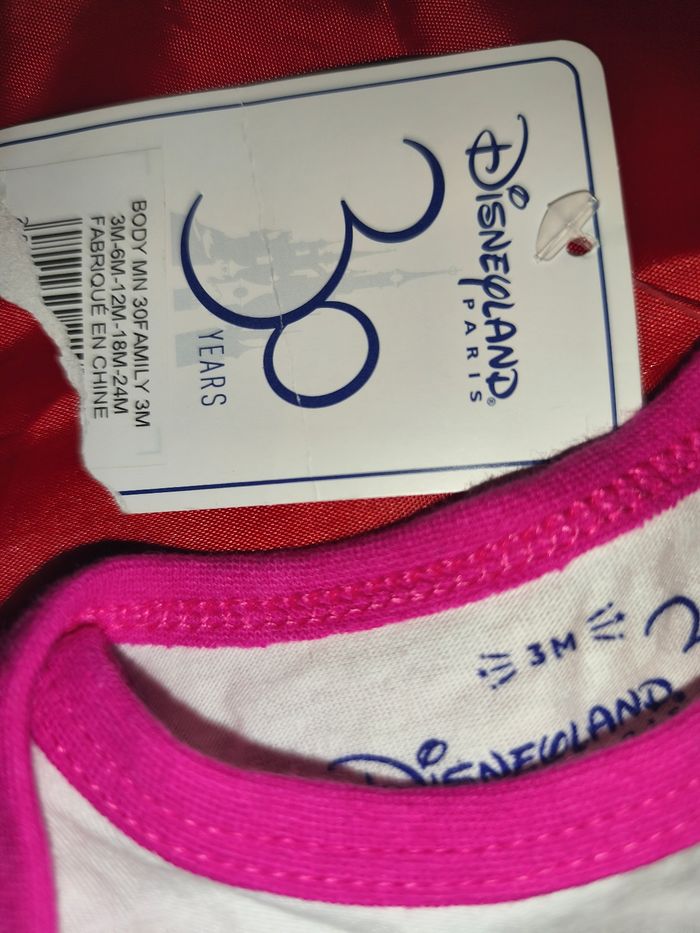 DISNEYLAND®
PARIS
30
YEARS
BODY MN 30FAMILY 3M
3M-6M-12M-18M-24M
FABRIQUÉ EN CHINE
3M
DISNEYLAND